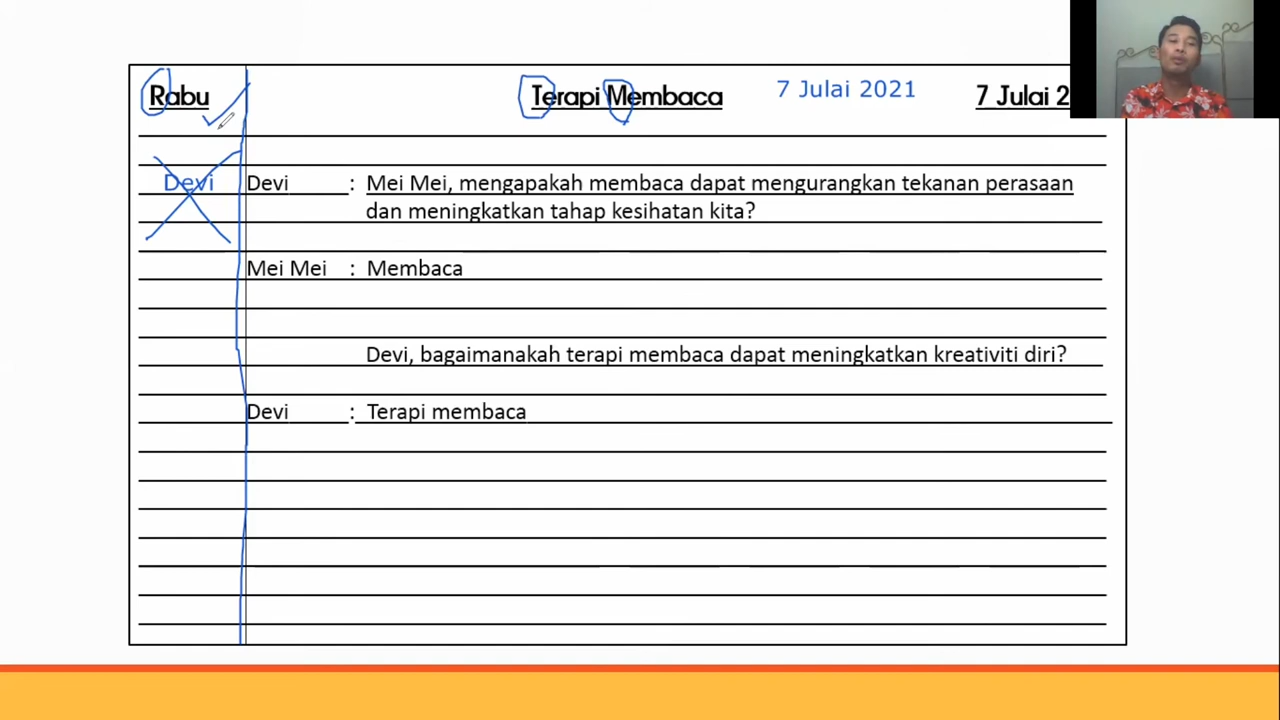 Rabu Terapi Membaca 7 Julai 2021 7 Julai 2
Devi Devi : Mei Mei, mengapakah membaca dapat mengurangkan tekanan perasaan
dan meningkatkan tahap kesihatan kita?
Mei Mei : Membaca
Devi, bagaimanakah terapi membaca dapat meningkatkan kreativiti diri?
Devi : Terapi membaca